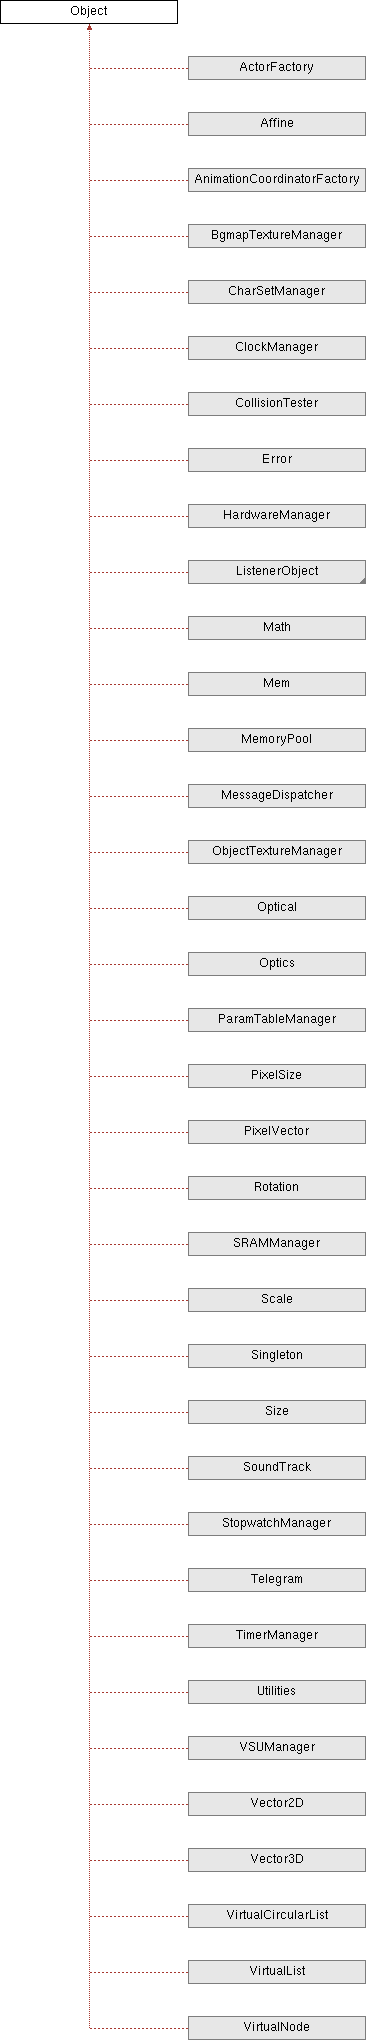 Object
ActorFactory
Affine
AnimationCoordinatorFactory
BgmapTextureManager
CharSetManager
ClockManager
CollisionTester
Error
HardwareManager
ListenerObject
Math
Mem
MemoryPool
MessageDispatcher
ObjectTextureManager
Optical
Optics
ParamTableManager
PixelSize
PixelVector
Rotation
SRAMManager
Scale
Singleton
Size
SoundTrack
StopwatchManager
Telegram
TimerManager
Utilities
VSUManager
Vector2D
Vector3D
VirtualCircularList
VirtualList
VirtualNode